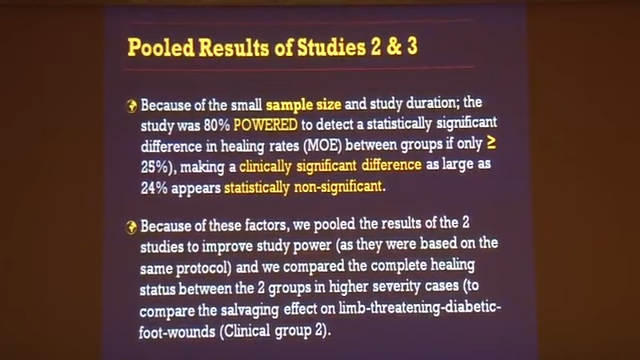 Pooled Results of Studies 2 & 3
Because of the small sample size and study duration; the
study was 80% POWERED to detect a statistically significant
difference in healing rates (MOE) between groups if only ≥
25%), making a clinically significant difference as large as
24% appears statistically non-significant.
Because of these factors, we pooled the results of the 2
studies to improve study power (as they were based on the
same protocol) and we compared the complete healing
status between the 2 groups in higher severity cases (to
compare the salvaging effect on limb-threatening-diabetic-
foot-wounds (Clinical group 2).